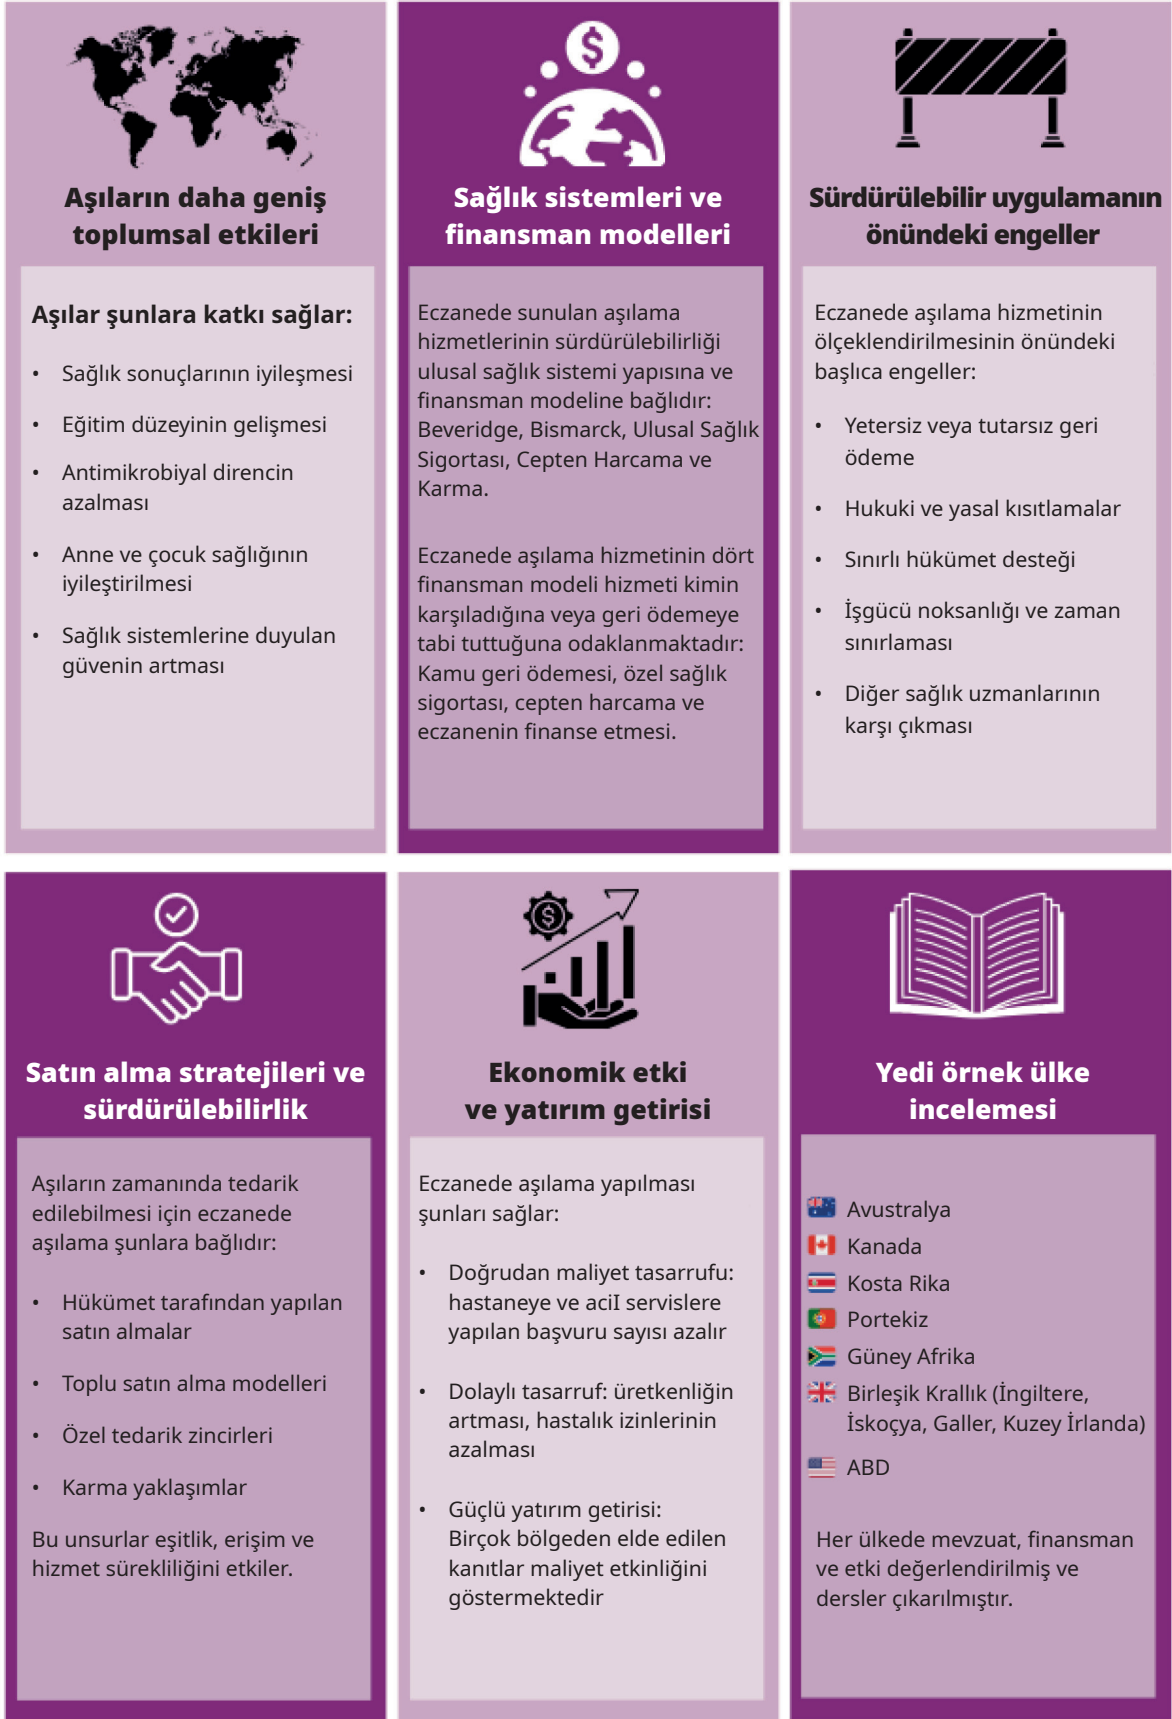 Aşıların daha geniş
toplumsal etkileri
Aşılar şunlara katkı sağlar:
• Sağlık sonuçlarının iyileşmesi
• Eğitim düzeyinin gelişmesi
• Antimikrobiyal direncin
azalması
• Anne ve çocuk sağlığının
iyileştirilmesi
• Sağlık sistemlerine duyulan
güvenin artması
Sağlık sistemleri ve
finansman modelleri
Eczanede sunulan aşılama
hizmetlerinin sürdürülebilirliği
ulusal sağlık sistemi yapısına ve
finansman modeline bağlıdır:
Beveridge, Bismarck, Ulusal Sağlık
Sigortası, Cepten Harcama ve
Karma.
Eczanede aşılama hizmetinin dört
finansman modeli hizmeti kimin
karşıladığına veya geri ödemeye
tabi tuttuğuna odaklanmaktadır:
Kamu geri ödemesi, özel sağlık
sigortası, cepten harcama ve
eczanenin finanse etmesi.
Sürdürülebilir uygulamanın
önündeki engeller
Eczanede aşılama hizmetinin
ölçeklendirilmesinin önündeki
başlıca engeller:
• Yetersiz veya tutarsız geri
ödeme
• Hukuki ve yasal kısıtlamalar
• Sınırlı hükümet desteği
• İşgücü noksanlığı ve zaman
sınırlaması
• Diğer sağlık uzmanlarının
karşı çıkması
Satın alma stratejileri ve
sürdürülebilirlik
Aşıların zamanında tedarik
edilebilmesi için eczanede
aşılama şunlara bağlıdır:
• Hükümet tarafından yapılan
satın almalar
• Toplu satın alma modelleri
• Özel tedarik zincirleri
• Karma yaklaşımlar
Bu unsurlar eşitlik, erişim ve
hizmet sürekliliğini etkiler.
Ekonomik etki
ve yatırım getirisi
Eczanede aşılama yapılması
şunları sağlar:
• Doğrudan maliyet tasarrufu:
hastaneye ve aciI servislere
yapılan başvuru sayısı azalır
• Dolaylı tasarruf: üretkenliğin
artması, hastalık izinlerinin
azalması
• Güçlü yatırım getirisi:
Birçok bölgeden elde edilen
kanıtlar maliyet etkinliğini
göstermektedir
Yedi örnek ülke
incelemesi
Avustralya
Kanada
Kosta Rika
Portekiz
Güney Afrika
Birleşik Krallık (İngiltere,
İskoçya, Galler, Kuzey İrlanda)
ABD
Her ülkede mevzuat, finansman
ve etki değerlendirilmiş ve
dersler çıkarılmıştır.